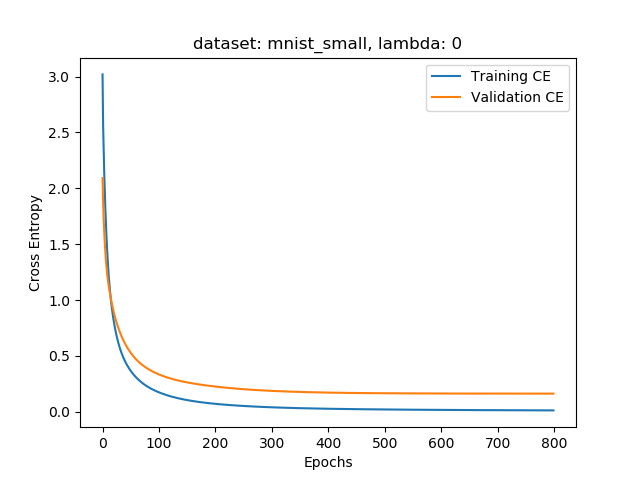 dataset: mnist_small, lambda: 0
Training CE
Validation CE
Cross Entropy
3.0
2.5
2.0
1.5
1.0
0.5
0.0
0 100 200 300 400 500 600 700 800
Epochs